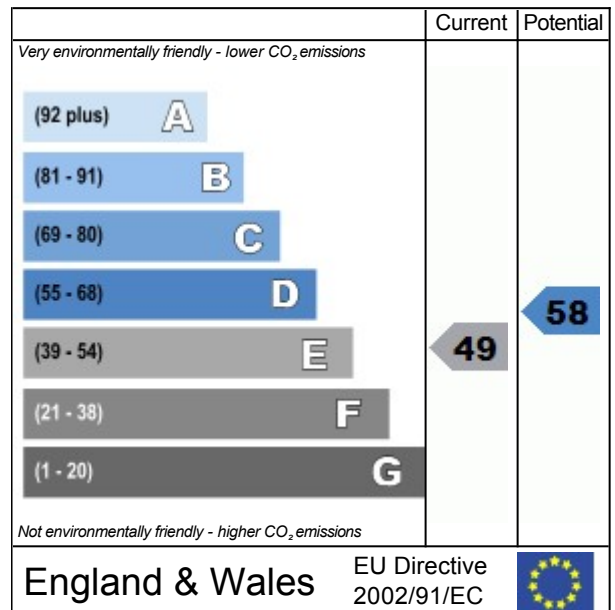 Current Potential
Very environmentally friendly - lower CO₂ emissions
(92 plus) A
(81 - 91) B
(69 - 80) C
(55 - 68) D
58
(39 - 54) E
49
(21 - 38) F
(1 - 20) G
Not environmentally friendly - higher CO₂ emissions
England & Wales
EU Directive
2002/91/EC